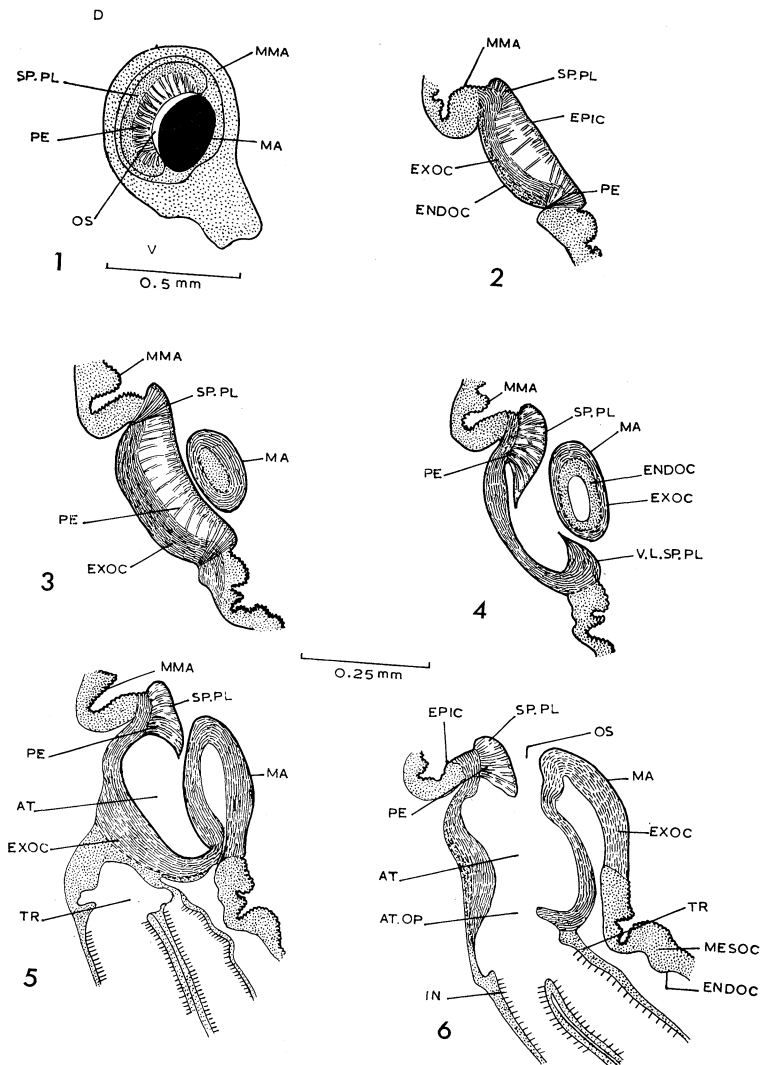 D
MMA
SP.PL
PE
MA
OS
V
1
0.5 mm
MMA
SP.PL
EPIC
EXOC
PE
ENDOC
2
MMA
SP.PL
MA
PE
EXOC
3
MMA
SP.PL
MA
PE
ENDOC
EXOC
V.L.SP.PL
4
0.25 mm
MMA
SP.PL
PE
MA
AT
EXOC
TR
5
EPIC
SP.PL
OS
MA
PE
EXOC
AT
TR
AT.OP
MESOC
IN
ENDOC
6